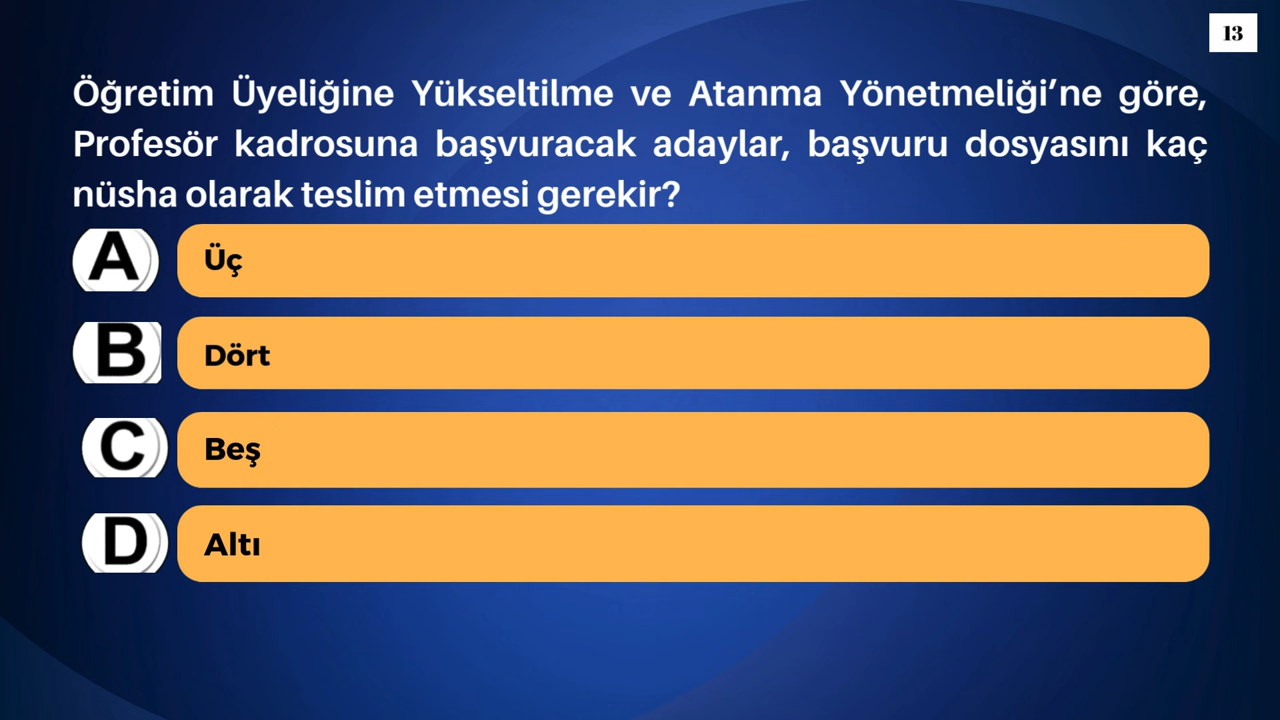 13
Öğretim Üyeliğine Yükseltilme ve Atanma Yönetmeliği’ne göre,
Profesör kadrosuna başvuracak adaylar, başvuru dosyasını kaç
nüsha olarak teslim etmesi gerekir?
A Üç
B Dört
C Beş
D Altı